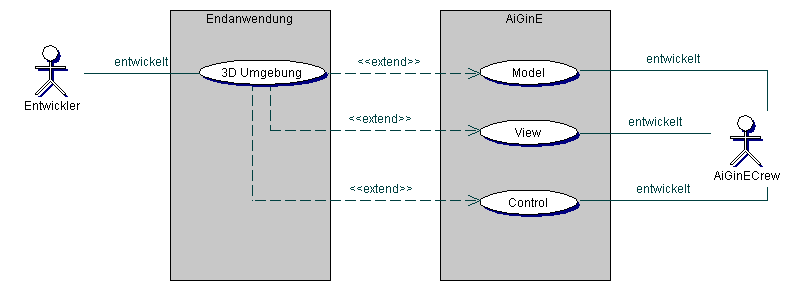 Endanwendung
AiGinE
entwickelt
3D Umgebung
<<extend>>
Model
entwickelt
Entwickler
<<extend>>
View
entwickelt
AiGinECrew
<<extend>>
Control
entwickelt